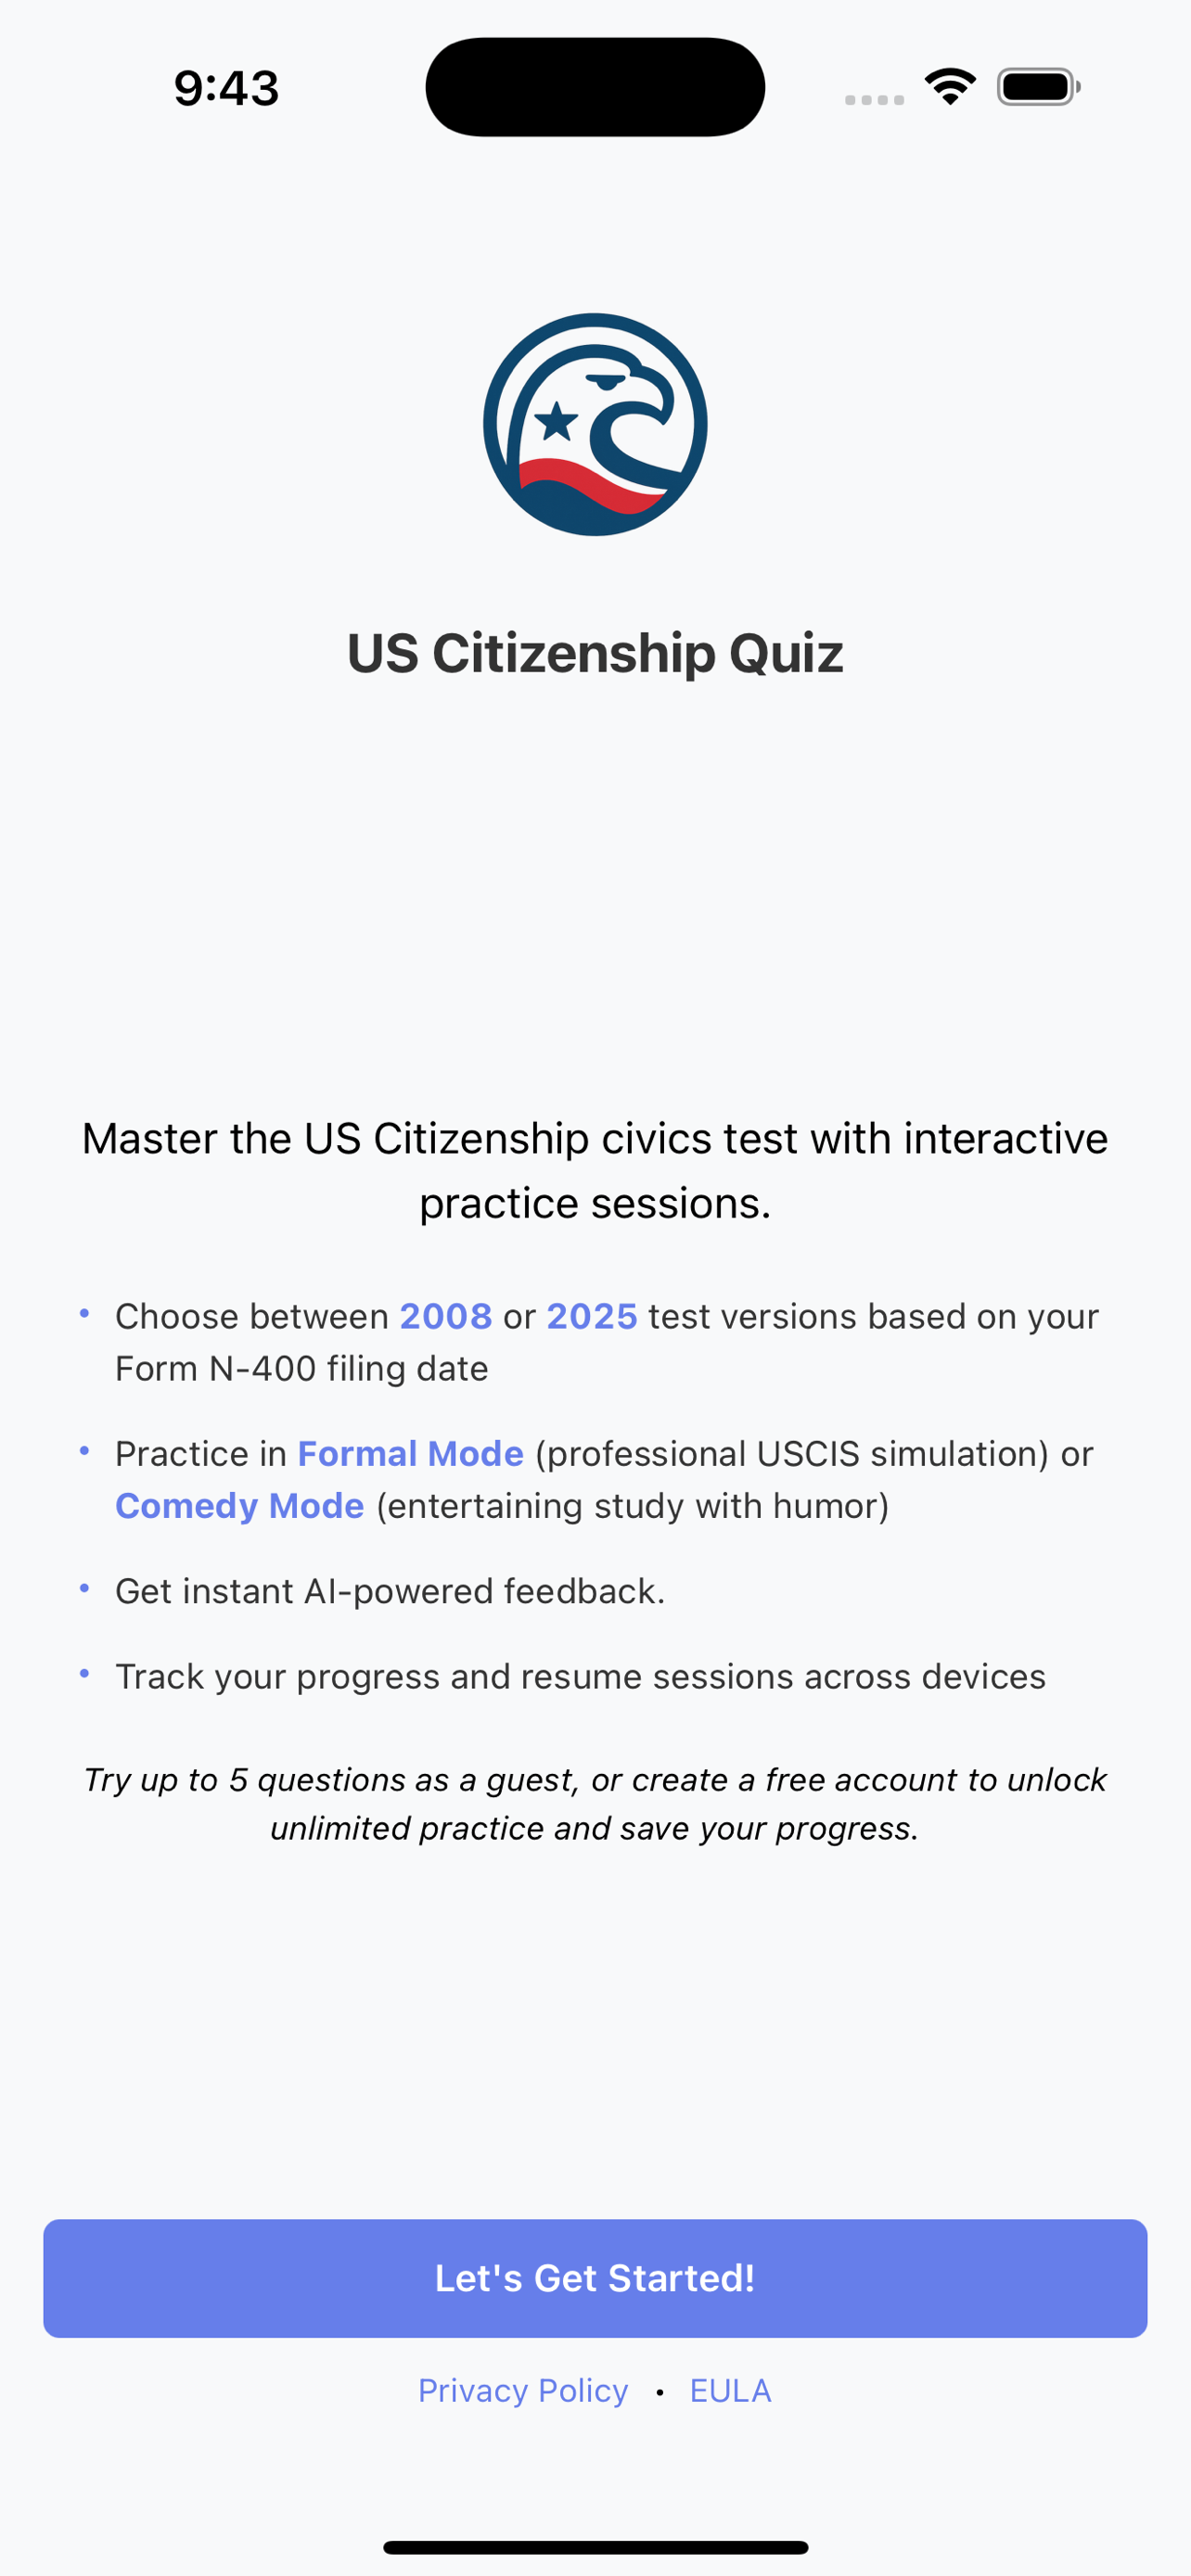 9:43
US Citizenship Quiz
Master the US Citizenship civics test with interactive
practice sessions.
• Choose between 2008 or 2025 test versions based on your
Form N-400 filing date
• Practice in Formal Mode (professional USCIS simulation) or
Comedy Mode (entertaining study with humor)
• Get instant AI-powered feedback.
• Track your progress and resume sessions across devices
Try up to 5 questions as a guest, or create a free account to unlock
unlimited practice and save your progress.
Let's Get Started!
Privacy Policy • EULA